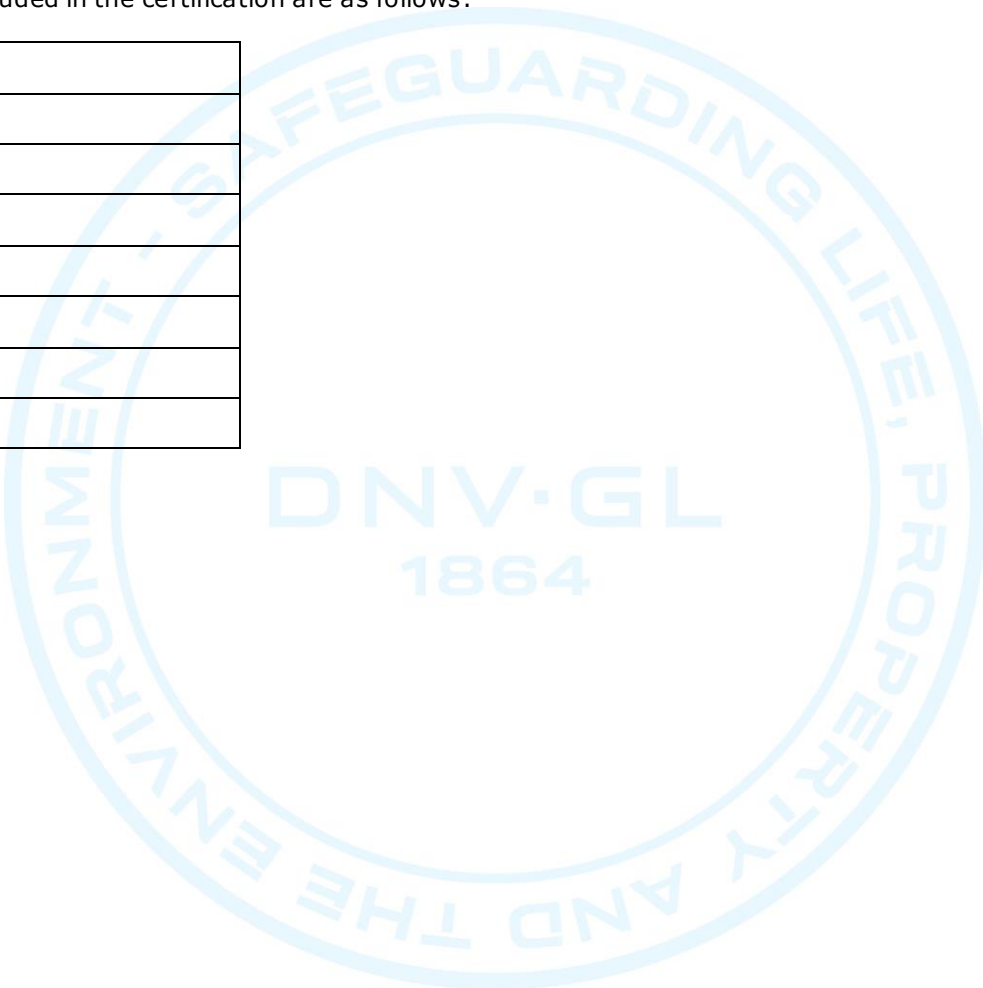 uded in the certification are as follows:
SAFEGUARDING LIFE, PROPERTY AND THE ENVIRONMENT -
DNV·GL
1864